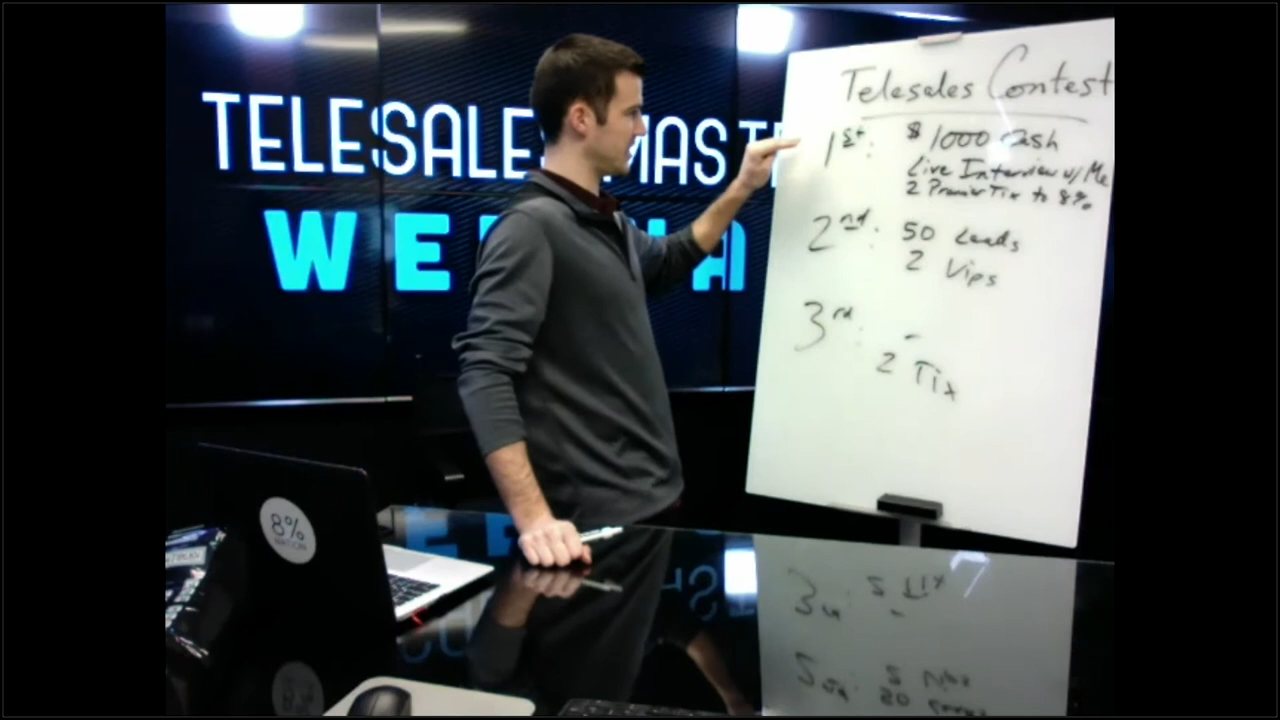 TELESALES MAST
WE A
Telesales Contest
1st: $1000 Cash
Live Interview w/ Me
2 Premier Tix to 8%
2nd: 50 Leads
2 Vips
3rd: 2 Tix
8%
NATION